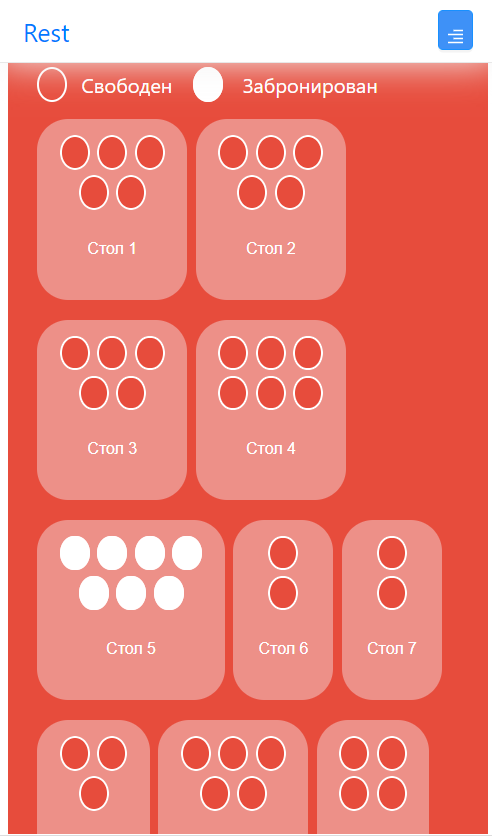 Rest
Свободен Забронирован
Стол 1 Стол 2
Стол 3 Стол 4
Стол 5 Стол 6 Стол 7